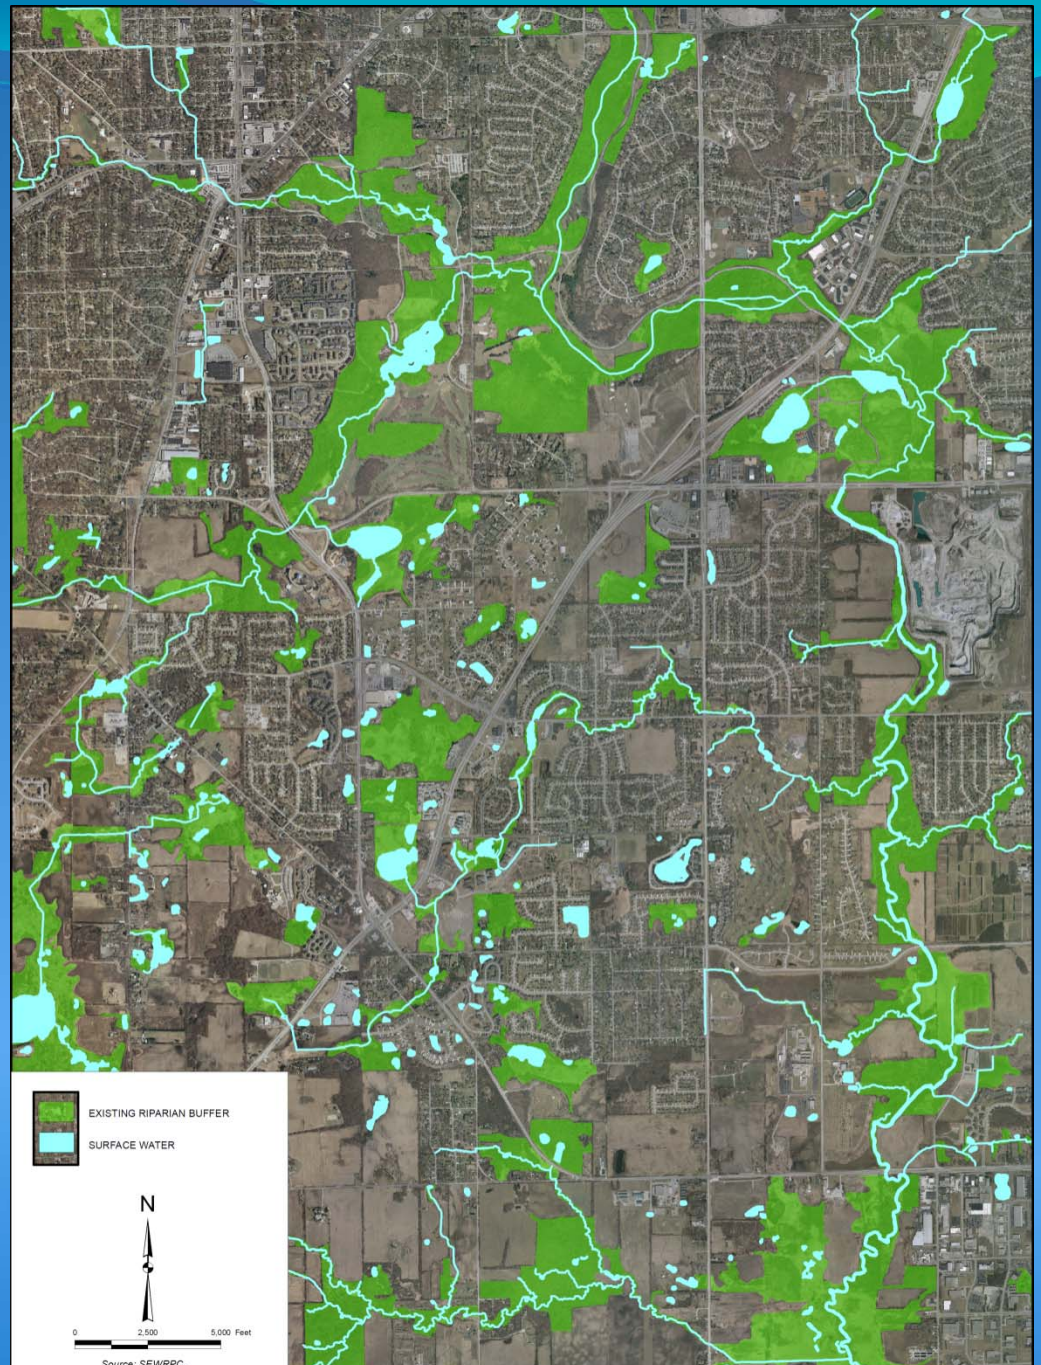 EXISTING RIPARIAN BUFFER
SURFACE WATER
N
0 2,500 5,000 Feet
Source: SEWRPC